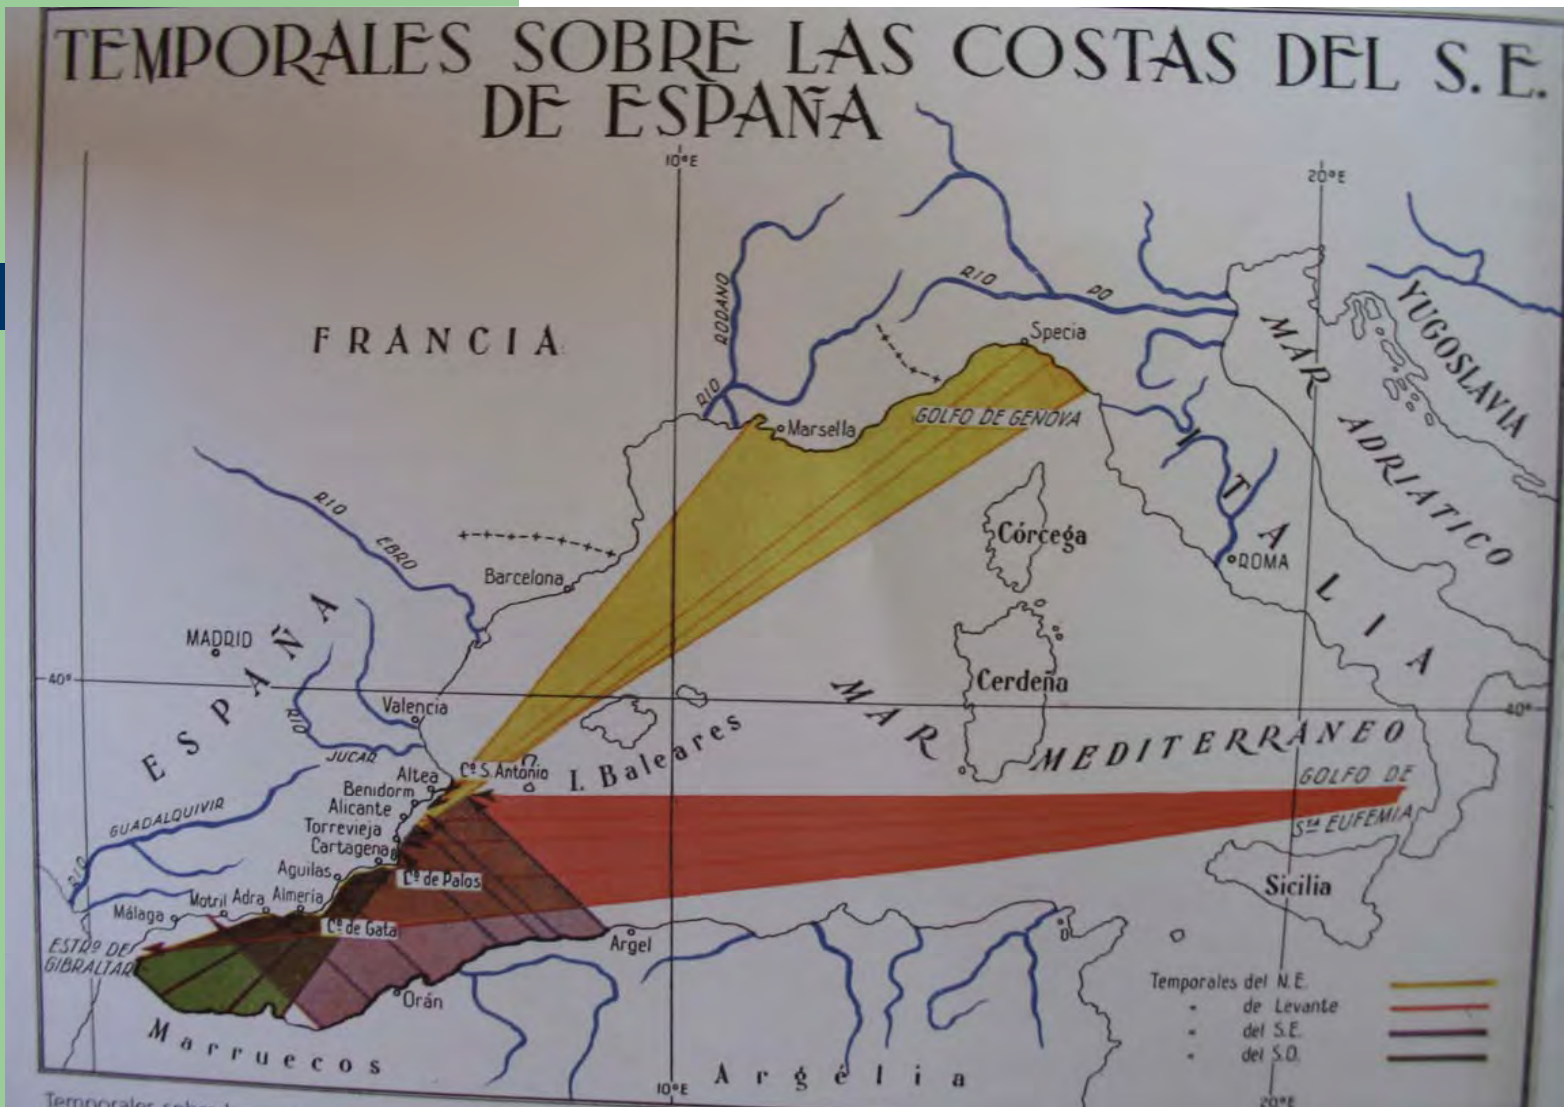 TEMPORALES SOBRE LAS COSTAS DEL S.E.
DE ESPAÑA
10°E
20°E
FRANCIA
RIO
RODANO
RIO PO
Specia
MAR ADRIATICO
YUGOSLAVIA
GOLFO DE GENOVA
Marsella
ITALIA
RIO
EBRO
Córcega
ROMA
Barcelona
MADRID
ESPAÑA
Cerdeña
40°
40°
Valencia
RIO
JUCAR
I. Baleares
MAR MEDITERRÁNEO
Cº S. Antonio
Altea
Benidorm
Alicante
Torrevieja
Cartagena
GOLFO DE
Sta EUFEMIA
RIO
GUADALQUIVIR
Aguilas
Cº de Palos
Sicilia
Málaga
Motril
Adra
Almería
Cº de Gata
Argel
ESTRº DE
GIBRALTAR
Orán
Marruecos
Argélia
Temporales del N.E.
" de Levante
" del S.E.
" del S.O.
10°E
20°E